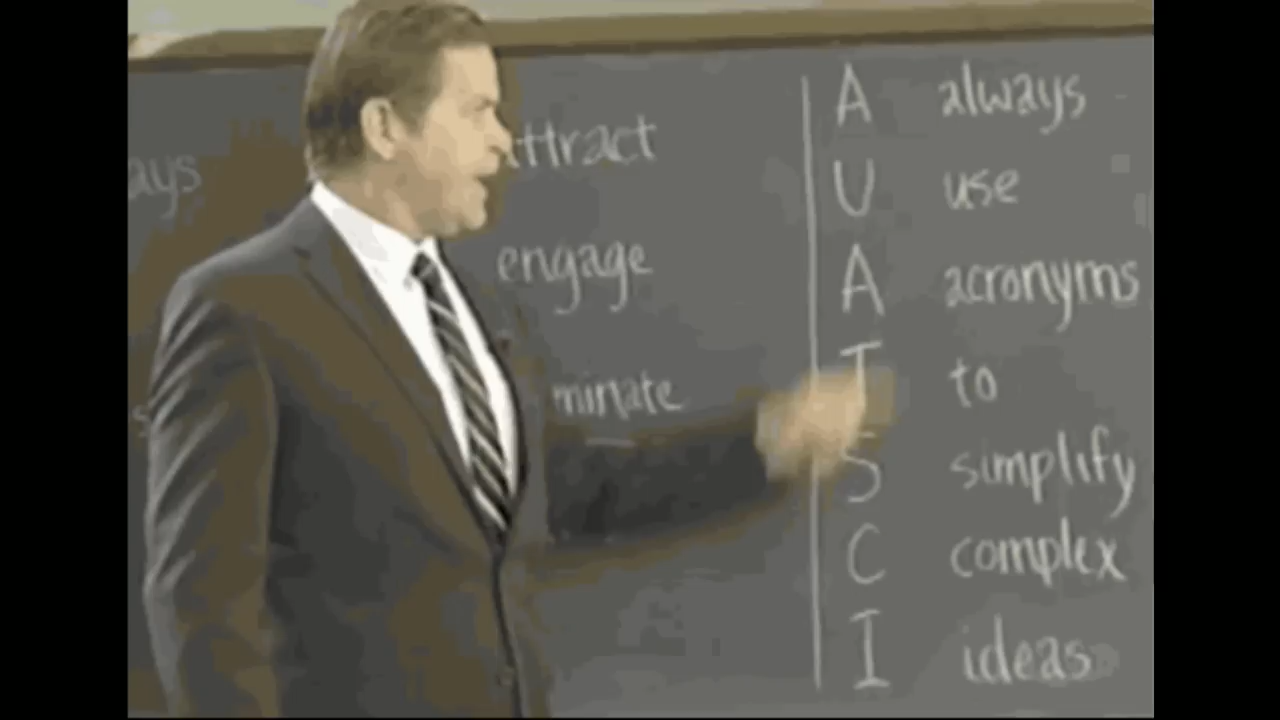 ays
ttract
engage
minate
A always
U use
A acronyms
T to
S simplify
C complex
I ideas